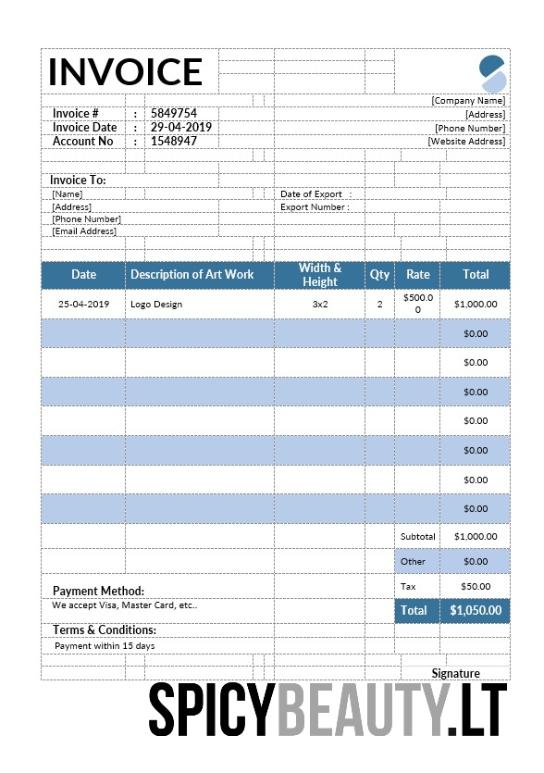 INVOICE
[Company Name]
Invoice # : 5849754 [Address]
Invoice Date : 29-04-2019 [Phone Number]
Account No : 1548947 [Website Address]
Invoice To:
[Name] Date of Export :
[Address] Export Number :
[Phone Number]
[Email Address]
Date Description of Art Work Width & Height Qty Rate Total
25-04-2019 Logo Design 3x2 2 $500.00 $1,000.00
$0.00
$0.00
$0.00
$0.00
$0.00
$0.00
$0.00
Subtotal $1,000.00
Other $0.00
Tax $50.00
Payment Method:
We accept Visa, Master Card, etc..
Total $1,050.00
Terms & Conditions:
Payment within 15 days
Signature
SPICYBEAUTY.LT